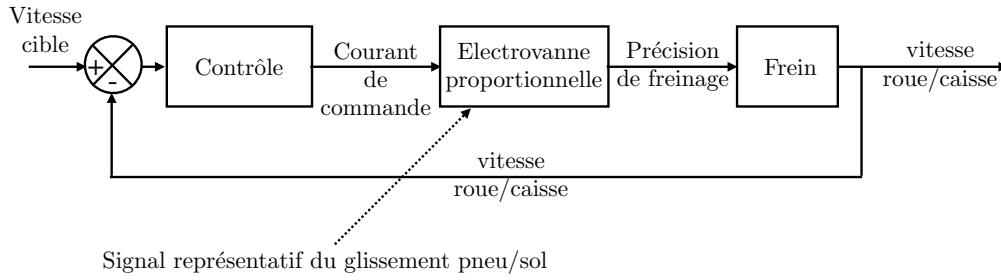 Vitesse
cible
+
-
Contrôle
Courant
de
commande
Electrovanne
proportionnelle
Précision
de freinage
Frein
vitesse
roue/caisse
vitesse
roue/caisse
Signal représentatif du glissement pneu/sol